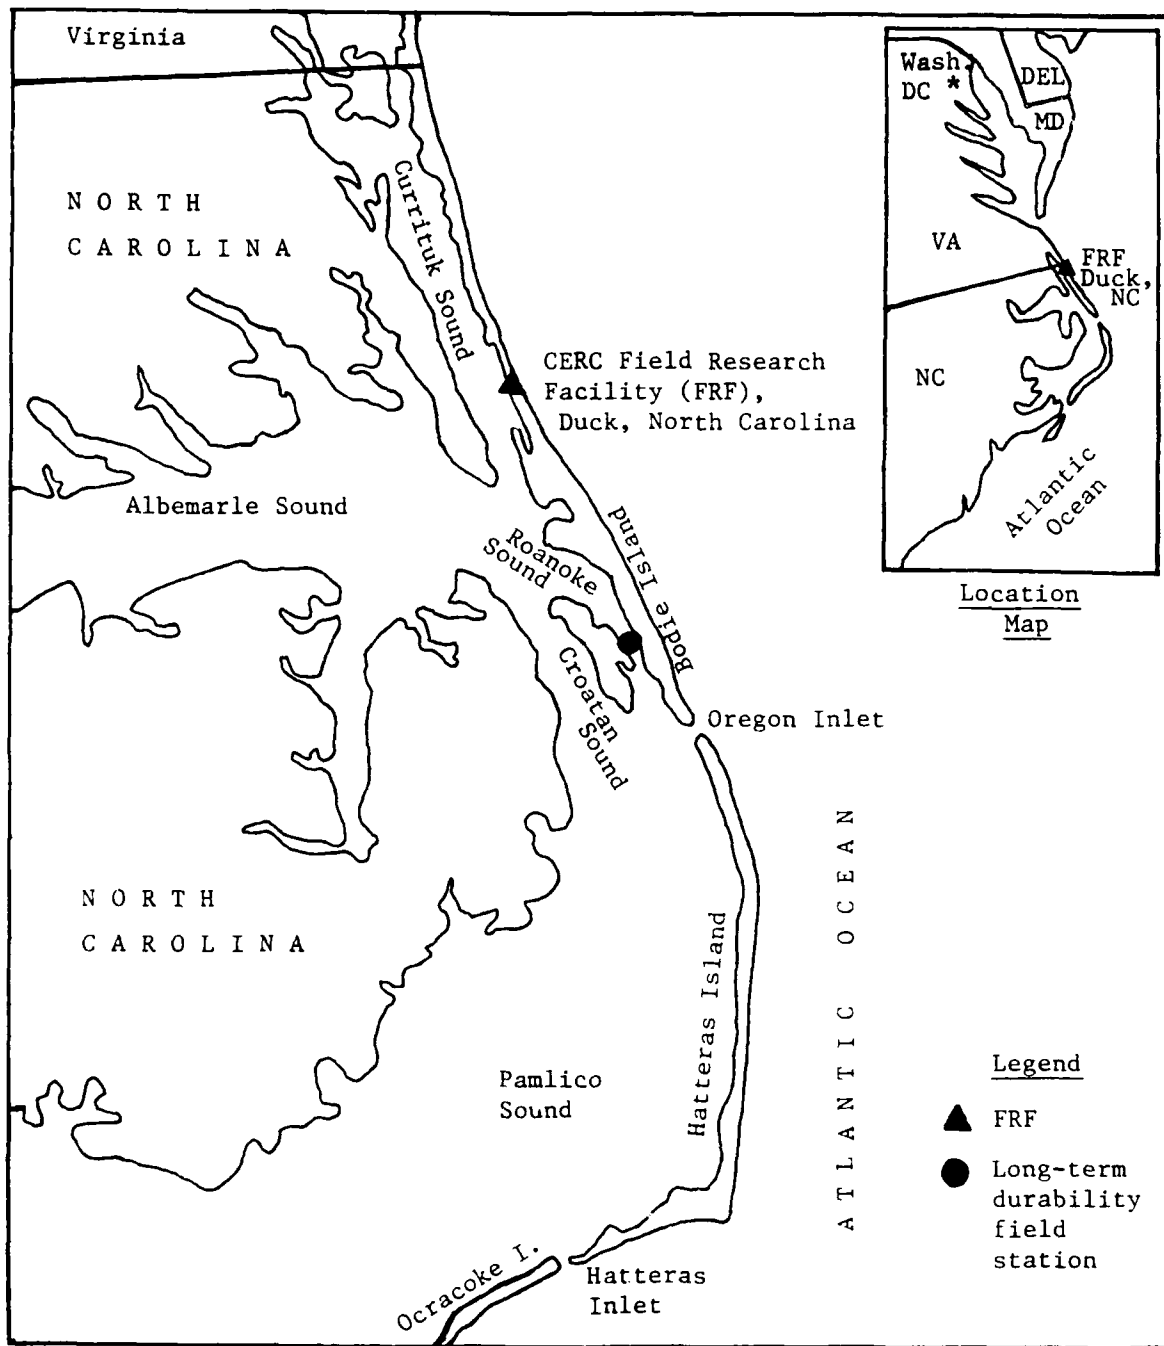 Virginia
NORTH
CAROLINA
Currituk Sound
CERC Field Research
Facility (FRF),
Duck, North Carolina
Albemarle Sound
Roanoke
Sound
Bodie Island
Croatan
Sound
Oregon Inlet
NORTH
CAROLINA
Hatteras Island
ATLANTIC OCEAN
Pamlico
Sound
Ocracoke I.
Hatteras
Inlet
Wash.
DC *
DEL
MD
VA
FRF
Duck,
NC
NC
Atlantic
Ocean
Location
Map
Legend
FRF
Long-term
durability
field
station